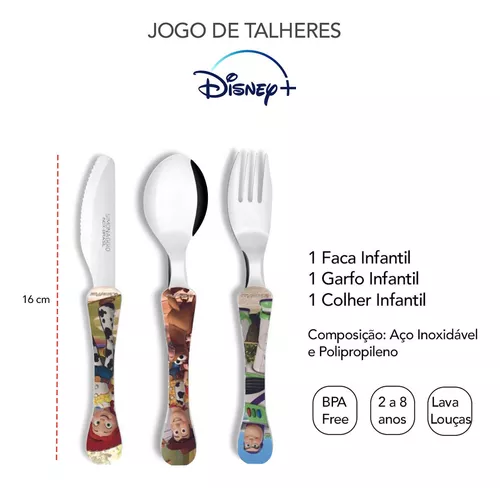 JOGO DE TALHERES
Disney+
16 cm
1 Faca Infantil
1 Garfo Infantil
1 Colher Infantil
Composição: Aço Inoxidável
e Polipropileno
BPA
Free
2 a 8
anos
Lava
Louças